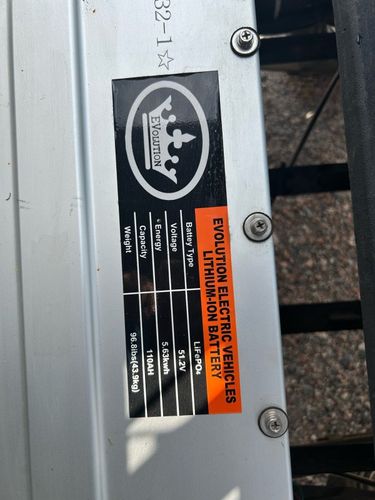 32-1☆
EVOLUTION
EVOLUTION ELECTRIC VEHICLES
LITHIUM-ION BATTERY
Battey Type LiFePO₄
Voltage 51.2V
Energy 5.63kwh
Capacity 110AH
Weight 96.8lbs(43.9kg)